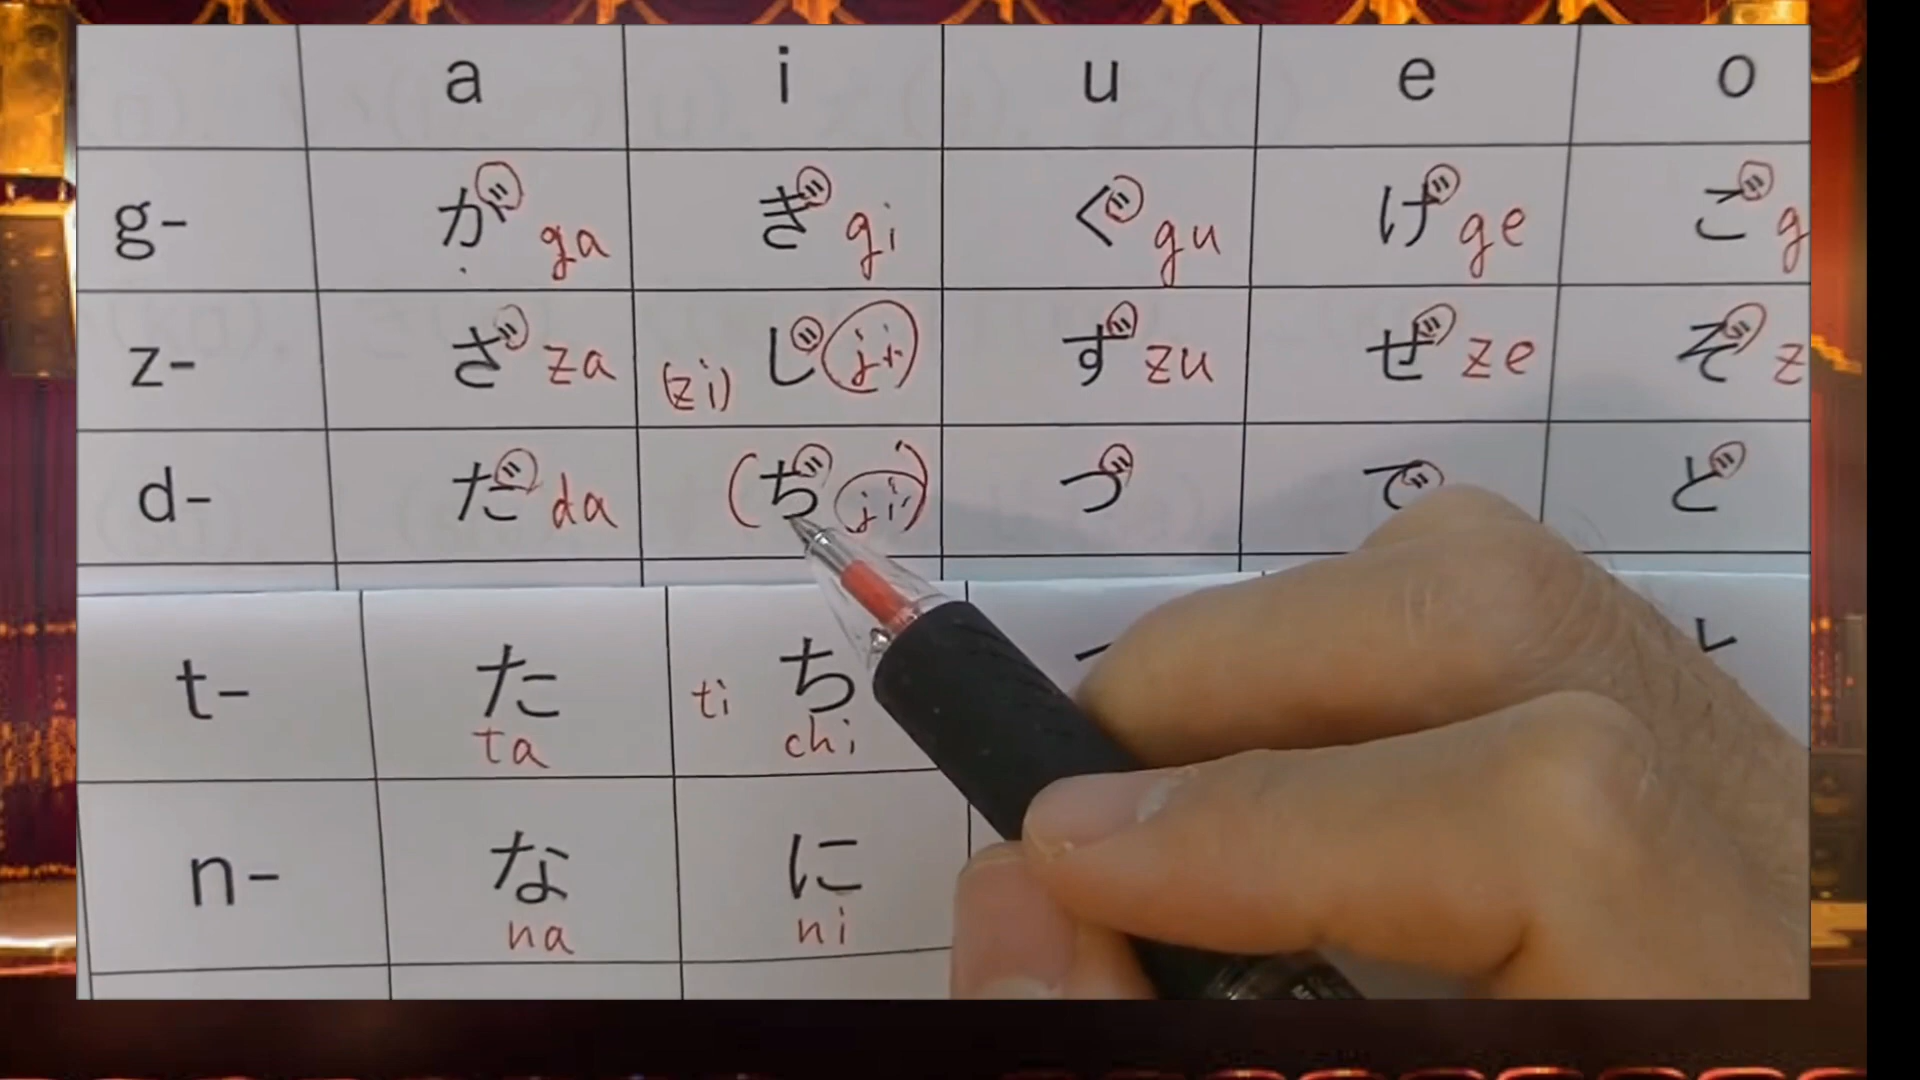 a i u e o
g- が ga ぎ gi ぐ gu げ ge ご g
z- ざ za (zi) じ ji ず zu ぜ ze ぞ z
d- だ da (ぢ ji) づ で ど
t- た ta ti ち chi
n- な na に ni